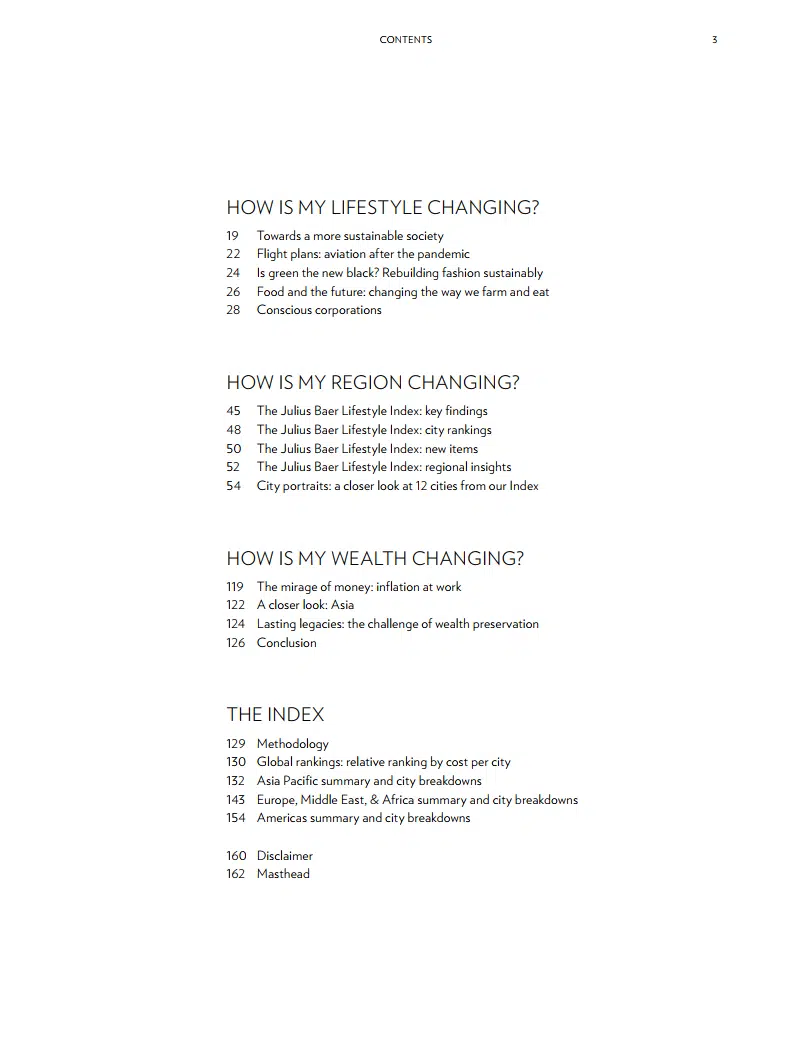 CONTENTS 3
HOW IS MY LIFESTYLE CHANGING?
19 Towards a more sustainable society
22 Flight plans: aviation after the pandemic
24 Is green the new black? Rebuilding fashion sustainably
26 Food and the future: changing the way we farm and eat
28 Conscious corporations
HOW IS MY REGION CHANGING?
45 The Julius Baer Lifestyle Index: key findings
48 The Julius Baer Lifestyle Index: city rankings
50 The Julius Baer Lifestyle Index: new items
52 The Julius Baer Lifestyle Index: regional insights
54 City portraits: a closer look at 12 cities from our Index
HOW IS MY WEALTH CHANGING?
119 The mirage of money: inflation at work
122 A closer look: Asia
124 Lasting legacies: the challenge of wealth preservation
126 Conclusion
THE INDEX
129 Methodology
130 Global rankings: relative ranking by cost per city
132 Asia Pacific summary and city breakdowns
143 Europe, Middle East, & Africa summary and city breakdowns
154 Americas summary and city breakdowns
160 Disclaimer
162 Masthead